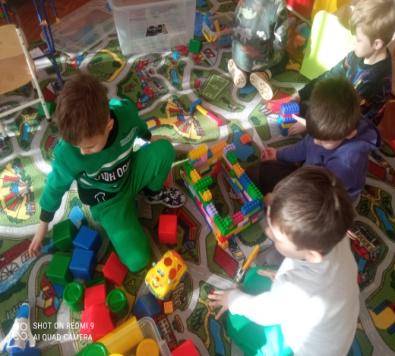 SHOT ON REDMI 9
AI QUAD CAMERA